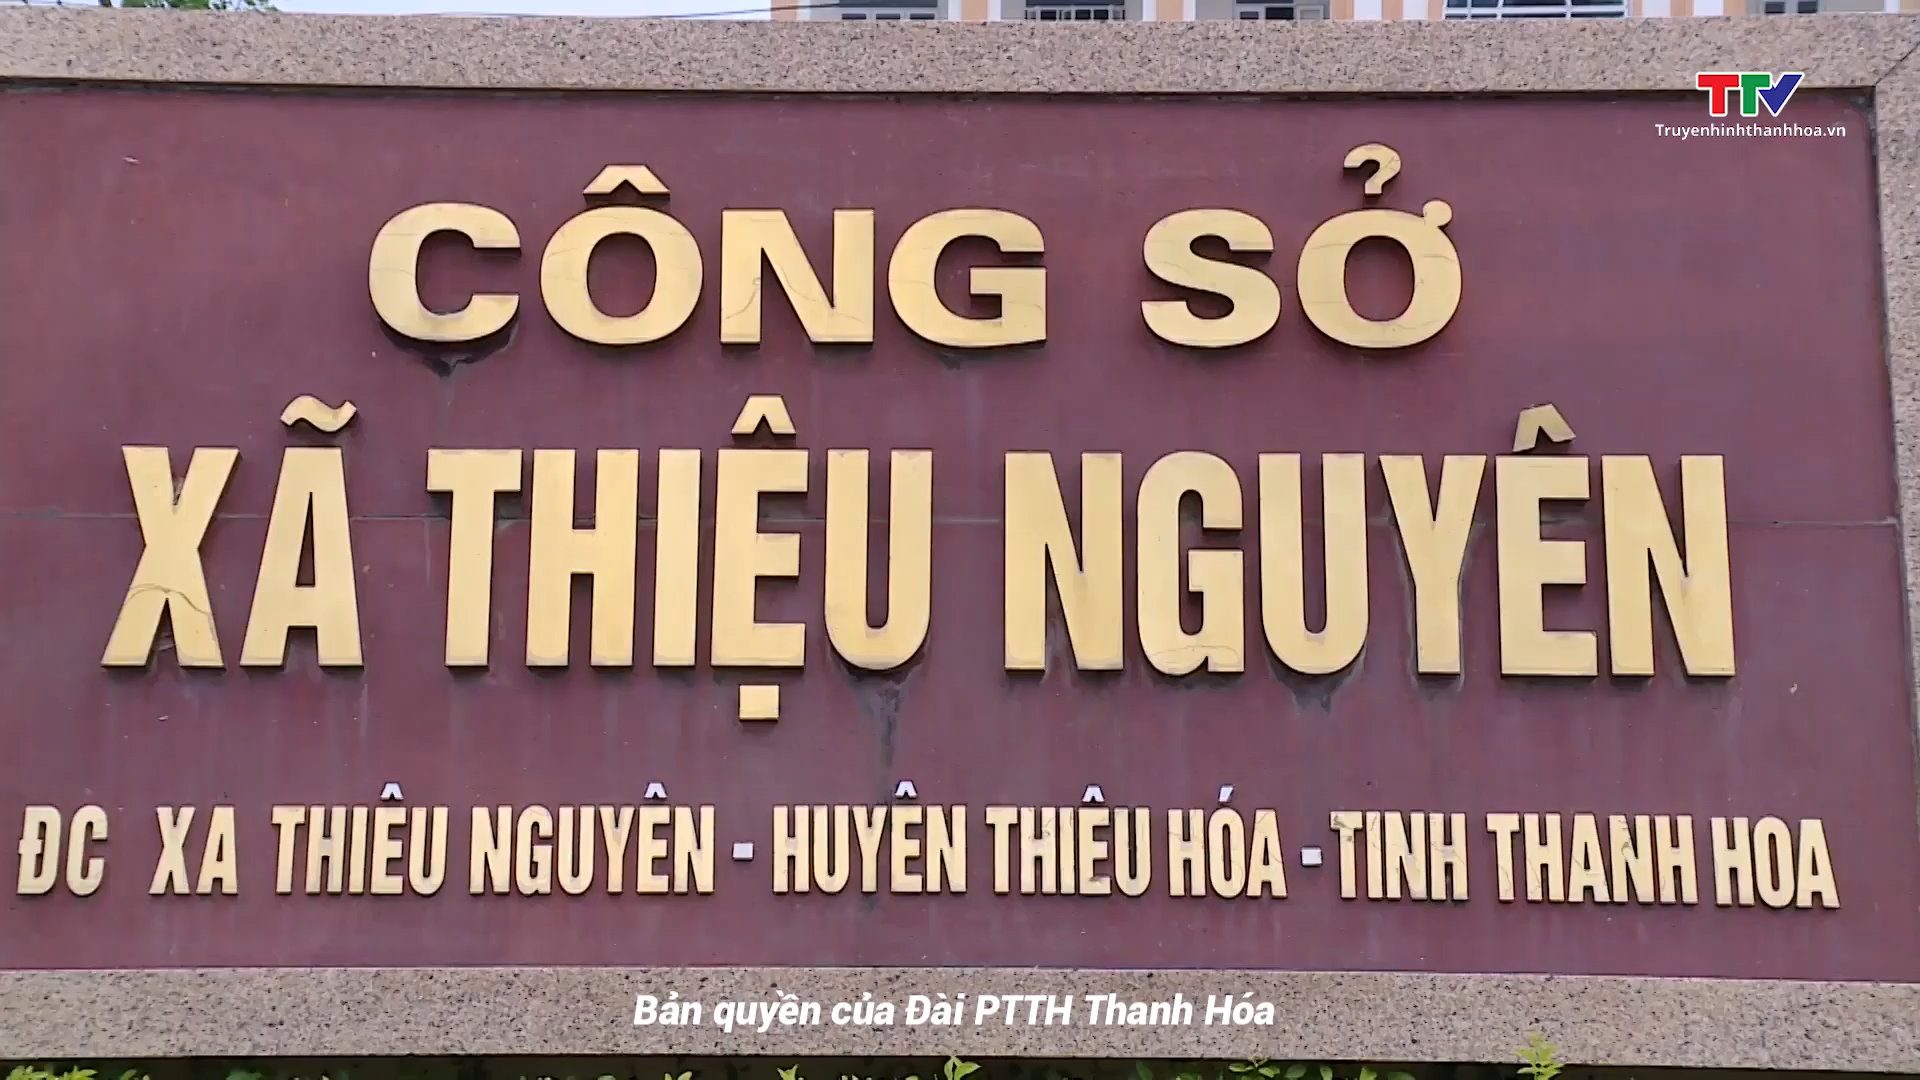 TTV
Truyenhinhthanhhoa.vn
CÔNG SỞ
XÃ THIỆU NGUYÊN
ĐC XA THIÊU NGUYÊN - HUYÊN THIÊU HÓA - TINH THANH HOA
Bản quyền của Đài PTTH Thanh Hóa